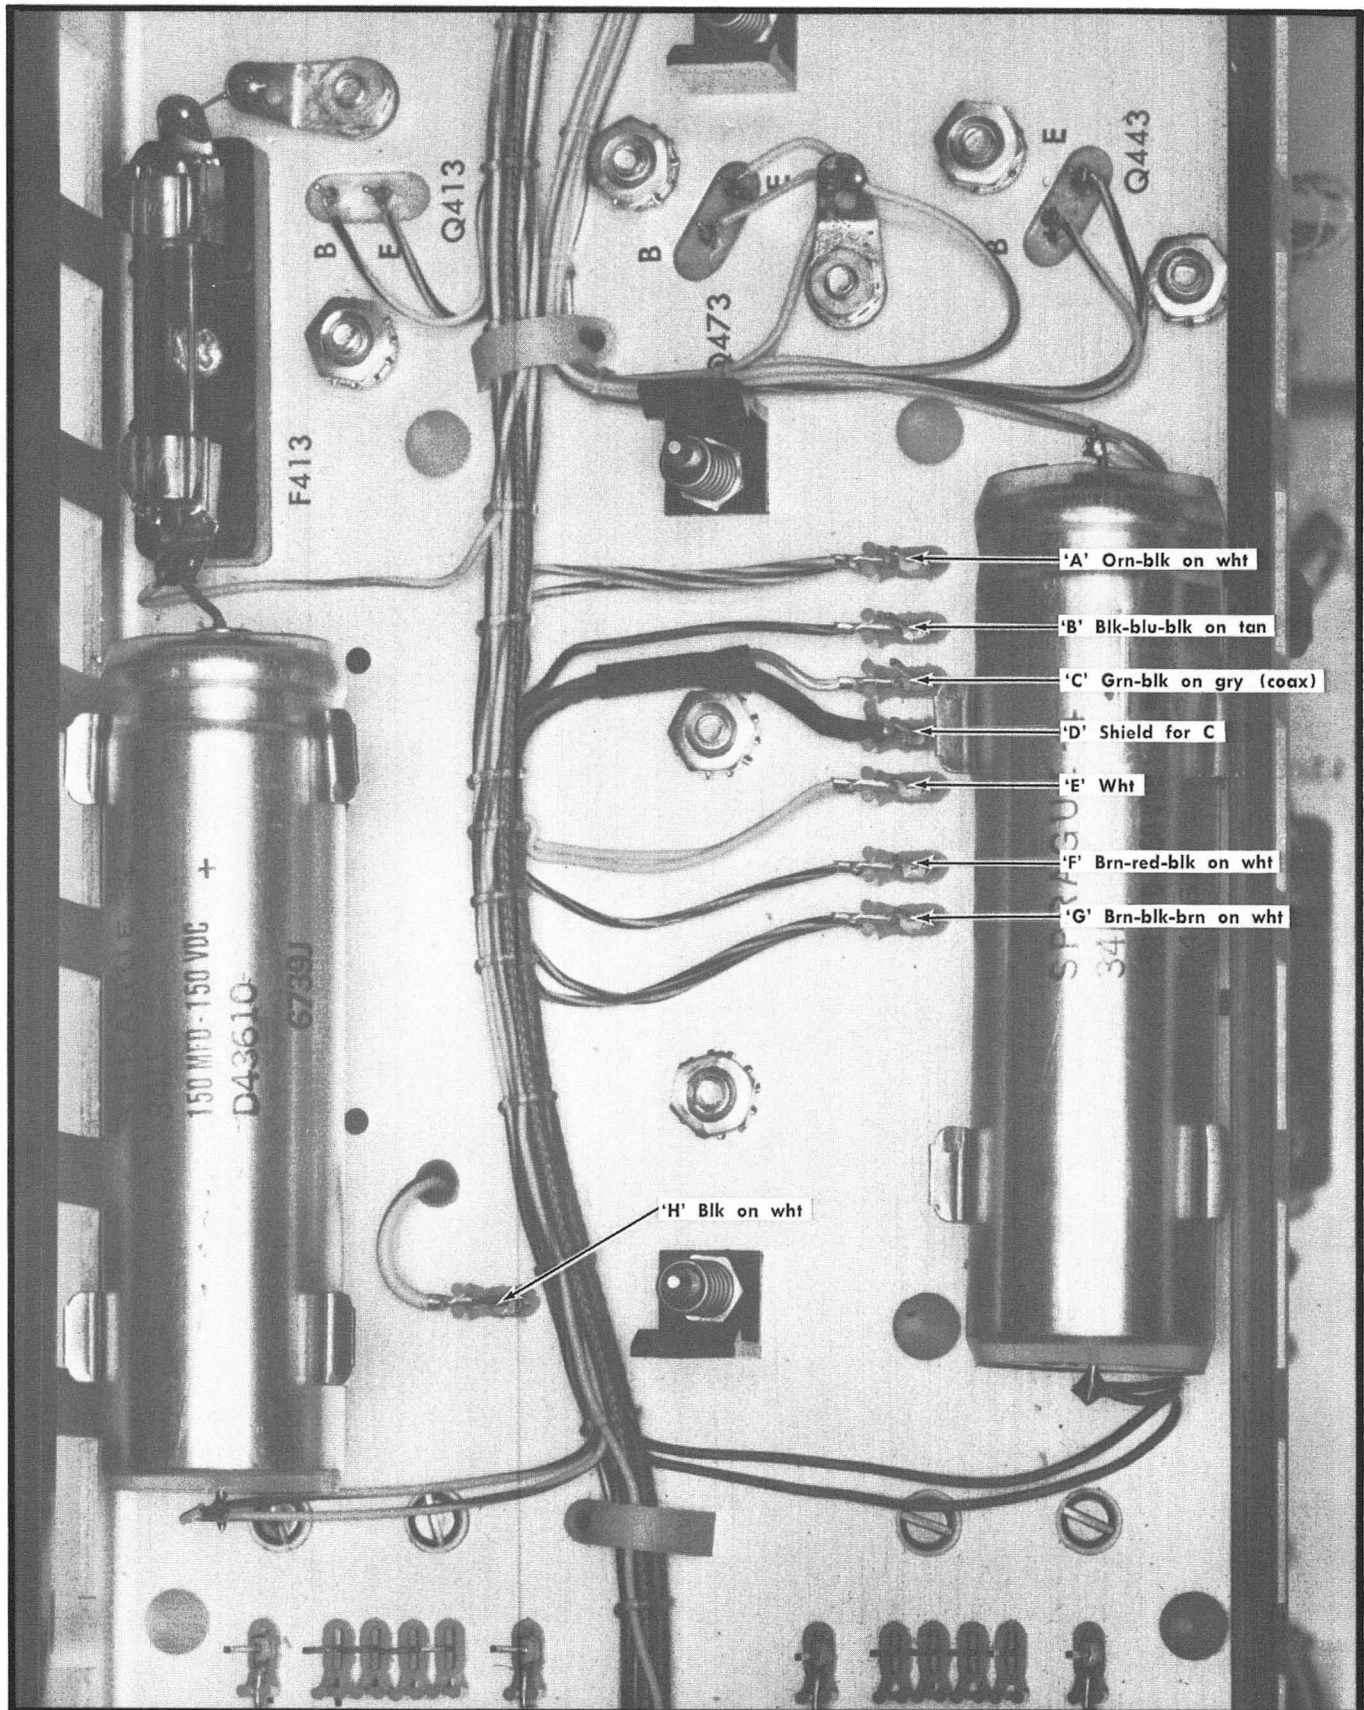 Q413
B
E
E
B
Q473
E
B
Q443
F413
'A' Orn-blk on wht
'B' Blk-blu-blk on tan
'C' Grn-blk on gry (coax)
'D' Shield for C
'E' Wht
'F' Brn-red-blk on wht
'G' Brn-blk-brn on wht
'H' Blk on wht
+
150 MFD - 150 VDC
D43610
6739J